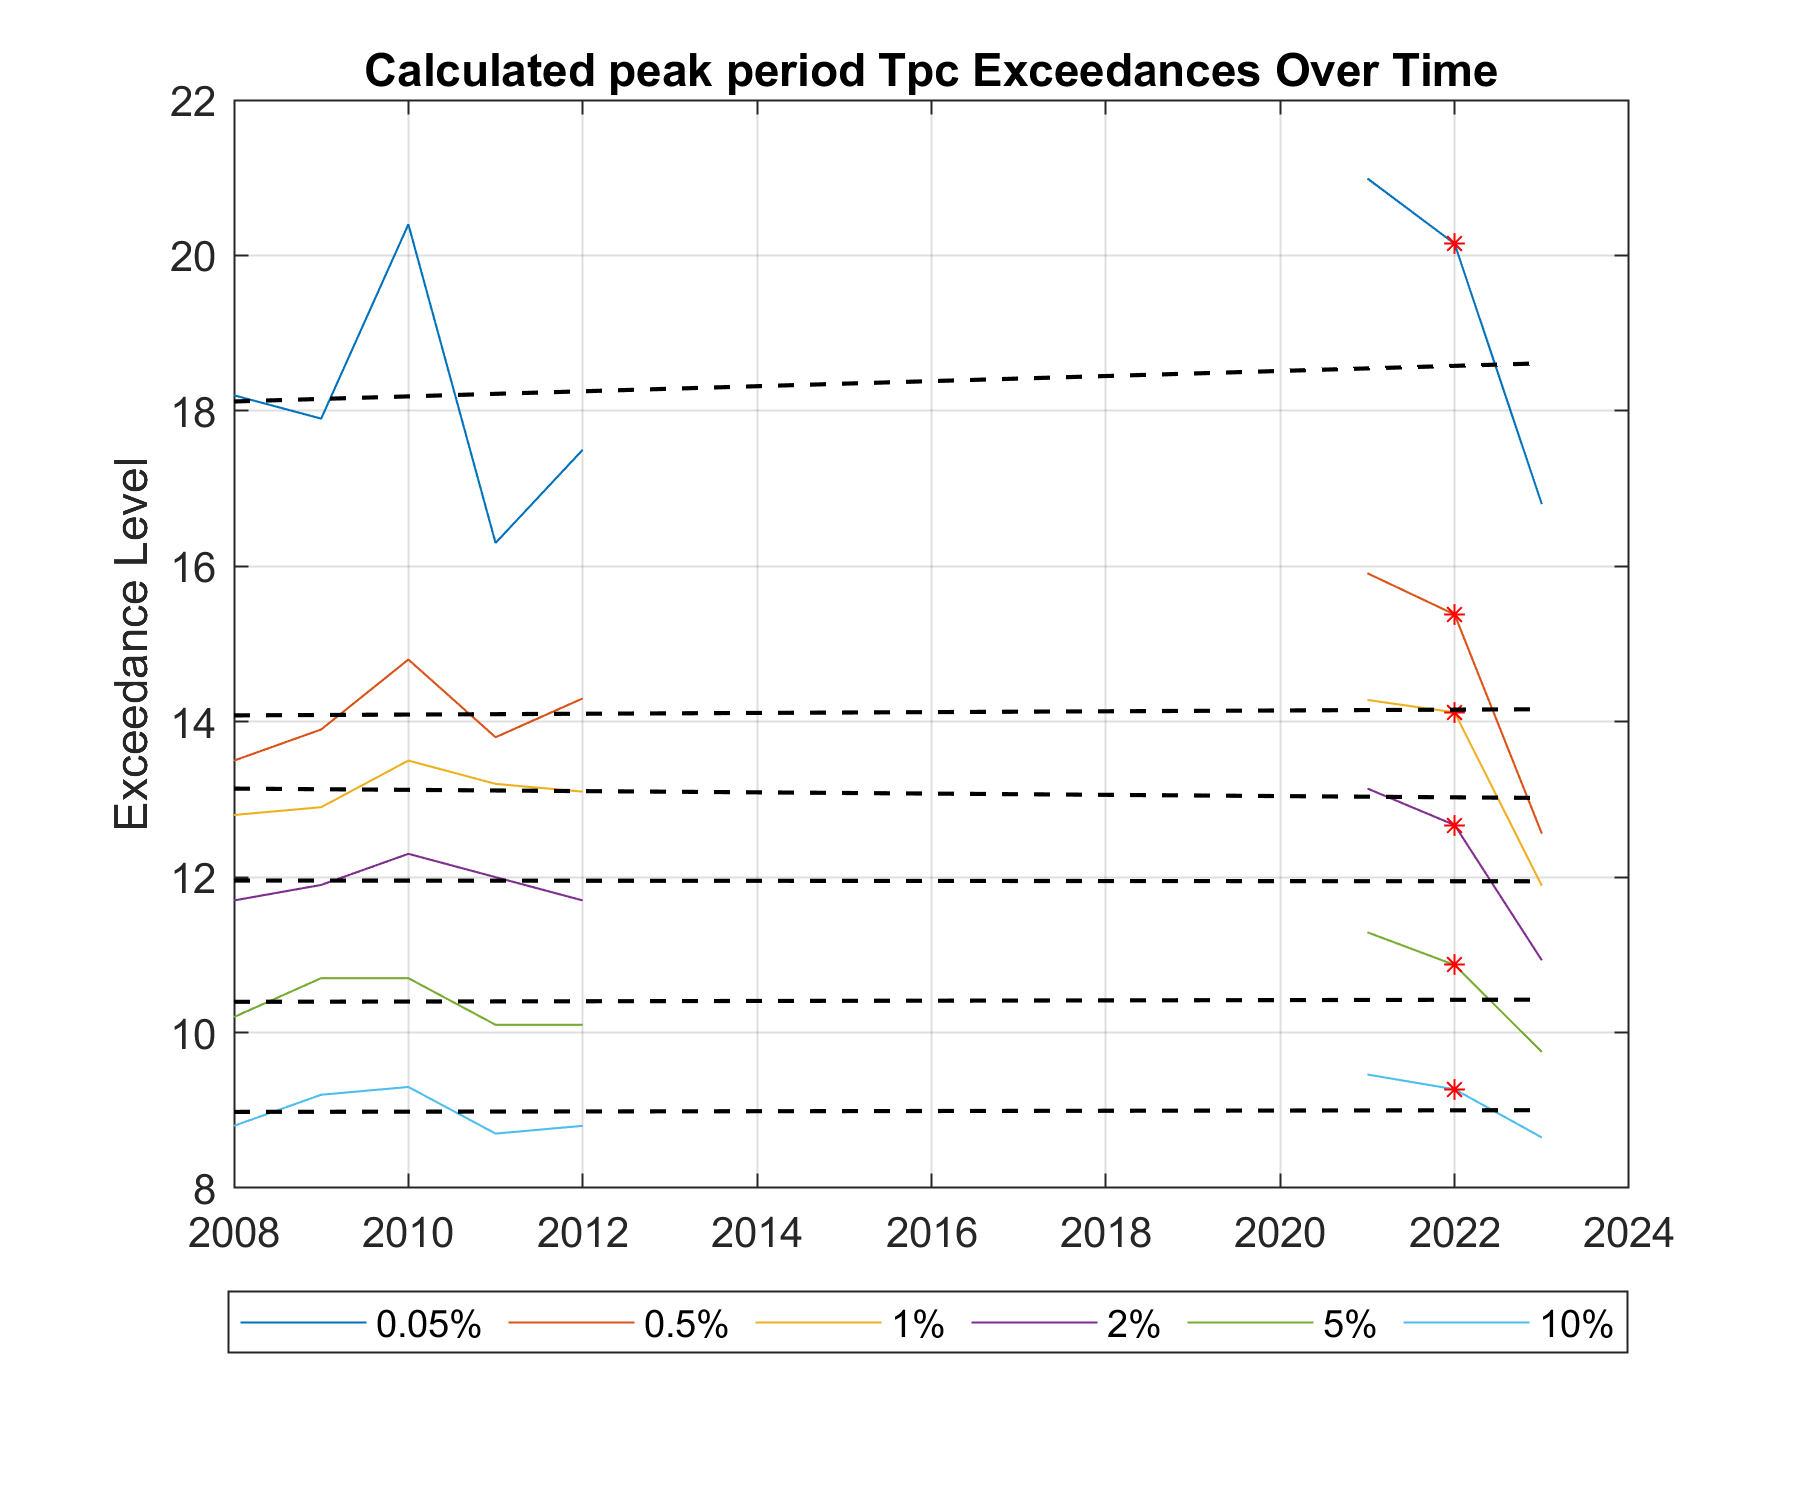 Calculated peak period Tpc Exceedances Over Time
22
20
18
16
14
12
10
8
Exceedance Level
2008 2010 2012 2014 2016 2018 2020 2022 2024
0.05% 0.5% 1% 2% 5% 10%